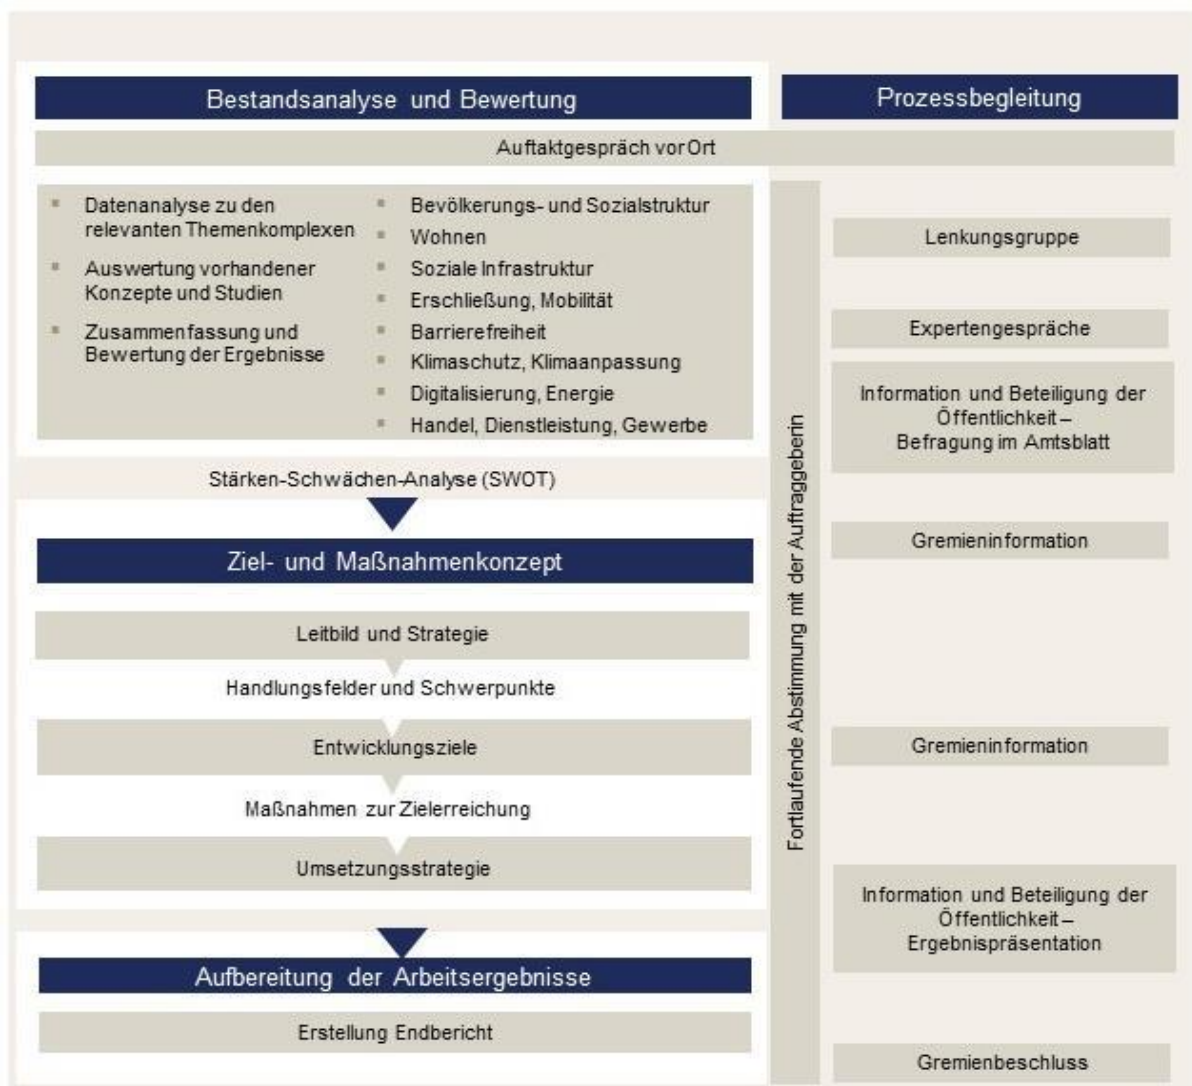 Bestandsanalyse und Bewertung
Prozessbegleitung
Auftaktgespräch vor Ort
Datenanalyse zu den
relevanten Themenkomplexen
Auswertung vorhandener
Konzepte und Studien
Zusammenfassung und
Bewertung der Ergebnisse
Bevölkerungs- und Sozialstruktur
Wohnen
Soziale Infrastruktur
Erschließung, Mobilität
Barrierefreiheit
Klimaschutz, Klimaanpassung
Digitalisierung, Energie
Handel, Dienstleistung, Gewerbe
Stärken-Schwächen-Analyse (SWOT)
Ziel- und Maßnahmenkonzept
Leitbild und Strategie
Handlungsfelder und Schwerpunkte
Entwicklungsziele
Maßnahmen zur Zielerreichung
Umsetzungsstrategie
Aufbereitung der Arbeitsergebnisse
Erstellung Endbericht
Fortlaufende Abstimmung mit der Auftraggeberin
Lenkungsgruppe
Expertengespräche
Information und Beteiligung der
Öffentlichkeit –
Befragung im Amtsblatt
Gremieninformation
Gremieninformation
Information und Beteiligung der
Öffentlichkeit –
Ergebnispräsentation
Gremienbeschluss